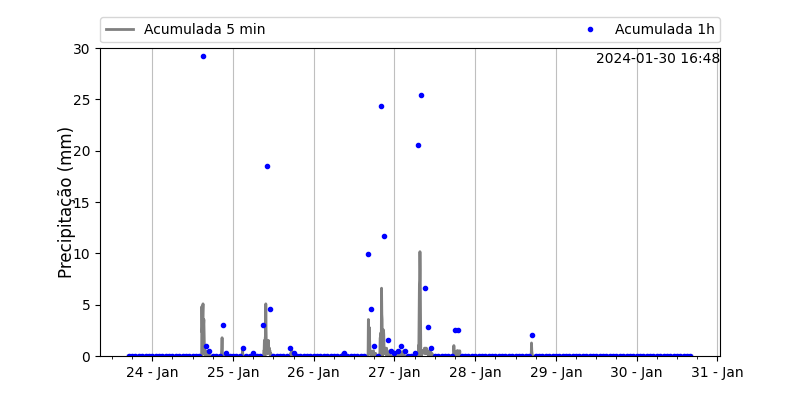 Acumulada 5 min
Acumulada 1h
2024-01-30 16:48
Precipitação (mm)
30
25
20
15
10
5
0
24 - Jan 25 - Jan 26 - Jan 27 - Jan 28 - Jan 29 - Jan 30 - Jan 31 - Jan